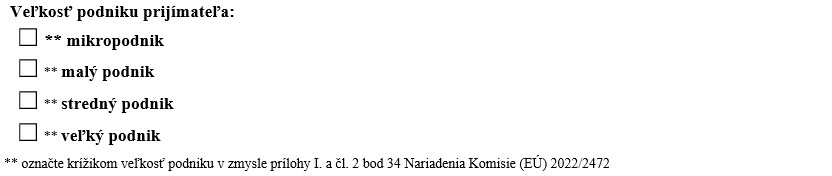 Veľkosť podniku prijímateľa:
☐ ** mikropodnik
☐ ** malý podnik
☐ ** stredný podnik
☐ ** veľký podnik
** označte krížikom veľkosť podniku v zmysle prílohy I. a čl. 2 bod 34 Nariadenia Komisie (EÚ) 2022/2472